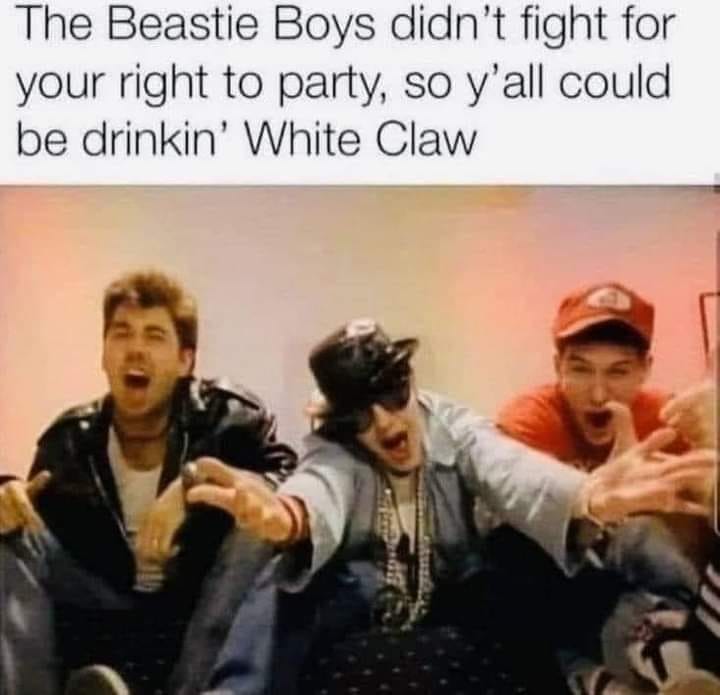 The Beastie Boys didn’t fight for
your right to party, so y’all could
be drinkin’ White Claw